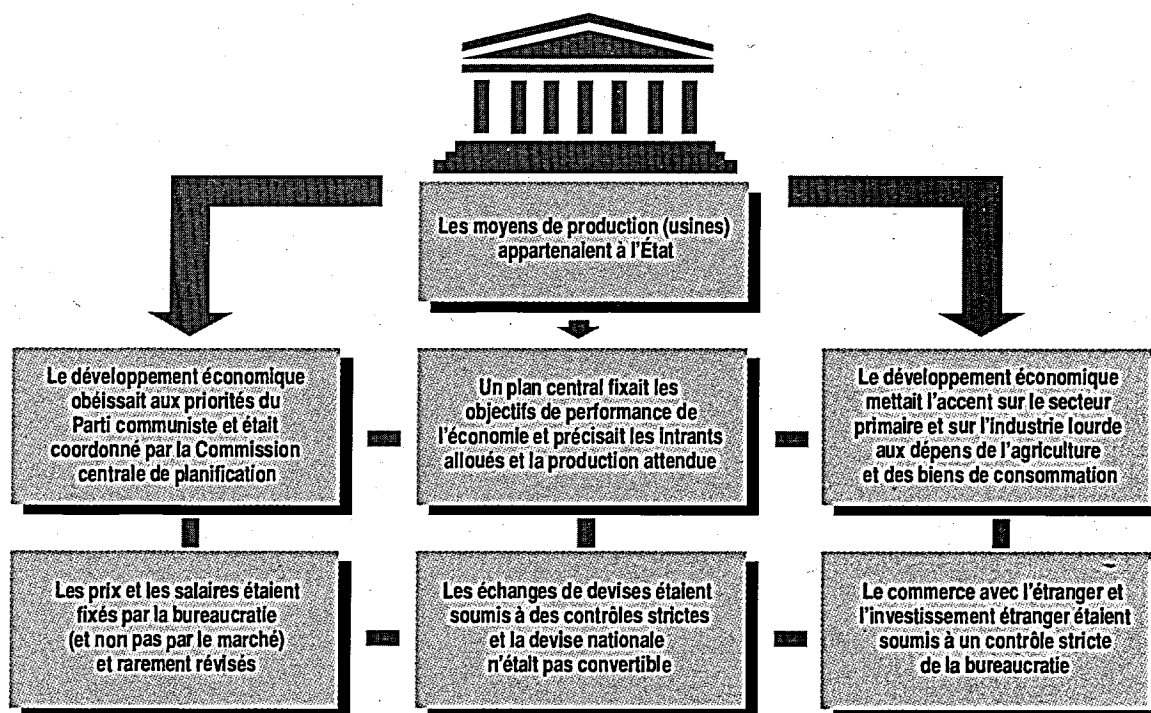 Les moyens de production (usines)
appartenaient à l'État
Le développement économique
obéissait aux priorités du
Parti communiste et était
coordonné par la Commission
centrale de planification
Un plan central fixait les
objectifs de performance de
l'économie et précisait les Intrants
alloués et la production attendue
Le développement économique
mettait l'accent sur le secteur
primaire et sur l'industrie lourde
aux dépens de l'agriculture
et des biens de consommation
Les prix et les salaires étaient
fixés par la bureaucratie
(et non pas par le marché)
et rarement révisés
Les échanges de devises étaient
soumis à des contrôles strictes
et la devise nationale
n'était pas convertible
Le commerce avec l'étranger et
l'investissement étranger étaient
soumis à un contrôle stricte
de la bureaucratie